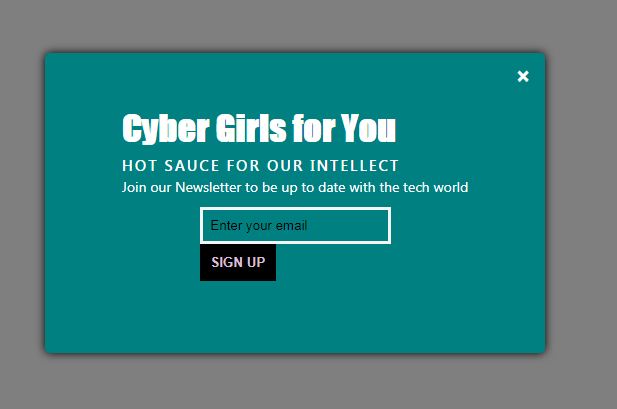 ×
Cyber Girls for You
HOT SAUCE FOR OUR INTELLECT
Join our Newsletter to be up to date with the tech world
Enter your email
SIGN UP